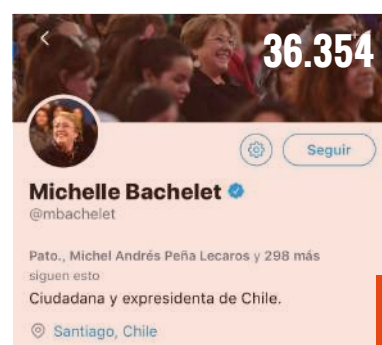 36.354
Seguir
Michelle Bachelet
@mbachelet
Pato., Michel Andrés Peña Lecaros y 298 más
siguen esto
Ciudadana y expresidenta de Chile.
Santiago, Chile